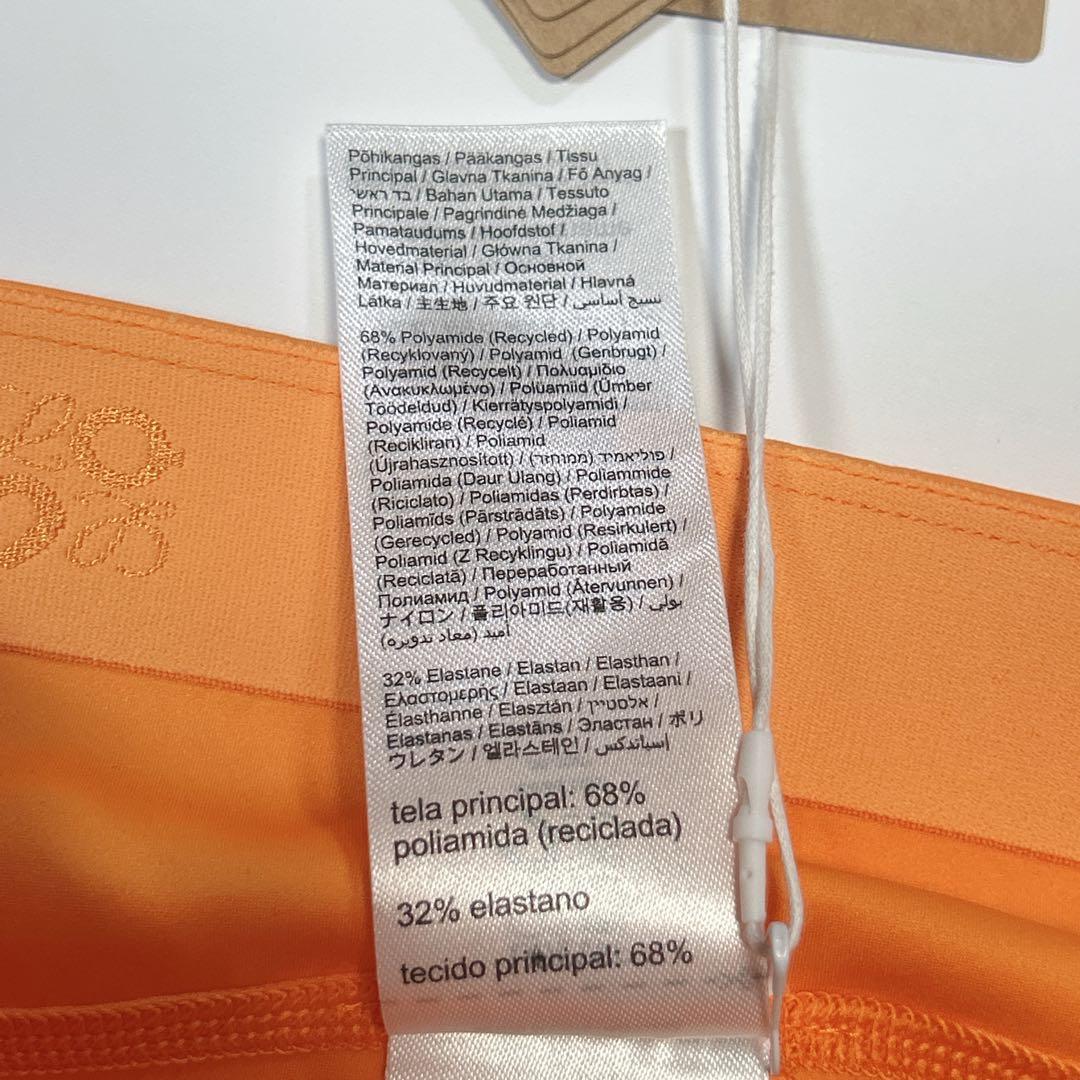 Põhikangas / Pääkangas / Tissu
Principal / Glavna Tkanina / Fő Anyag /
בד ראשי / Bahan Utama / Tessuto
Principale / Pagrindinė Medžiaga /
Pamataudums / Hoofdstof /
Hovedmaterial / Główna Tkanina /
Material Principal / Основной
Материал / Huvudmaterial / Hlavná
Látka / 主生地 / 주요 원단 / نسيج أساسي
68% Polyamide (Recycled) / Polyamid
(Recyklovaný) / Polyamid (Genbrugt) /
Polyamid (Recycelt) / Πολυαμίδιο
(Ανακυκλωμένο) / Polüamiid (Ümber
Töödeldud) / Kierrätyspolyamidi /
Polyamide (Recyclé) / Poliamid
(Recikliran) / Poliamid
(Újrahasznosított) / פוליאמיד (ממוחזר) /
Poliamida (Daur Ulang) / Poliammide
(Riciclato) / Poliamidas (Perdirbtas) /
Poliamīds (Pārstrādāts) / Polyamide
(Gerecycled) / Polyamid (Resirkulert) /
Poliamid (Z Recyklingu) / Poliamidă
(Reciclată) / Переработанный
Полиамид / Polyamid (Återvunnen) /
ナイロン / 폴리아미드(재활용) / بولي
أميد (معاد تدويره)
32% Elastane / Elastan / Elasthan /
Ελαστομερής / Elastaan / Elastaani /
Élasthanne / Elasztán / אלסטיין /
Elastanas / Elastāns / Эластан / ポリ
ウレタン / 엘라스테인 / إسباندكس
tela principal: 68%
poliamida (reciclada)
32% elastano
tecido principal: 68%